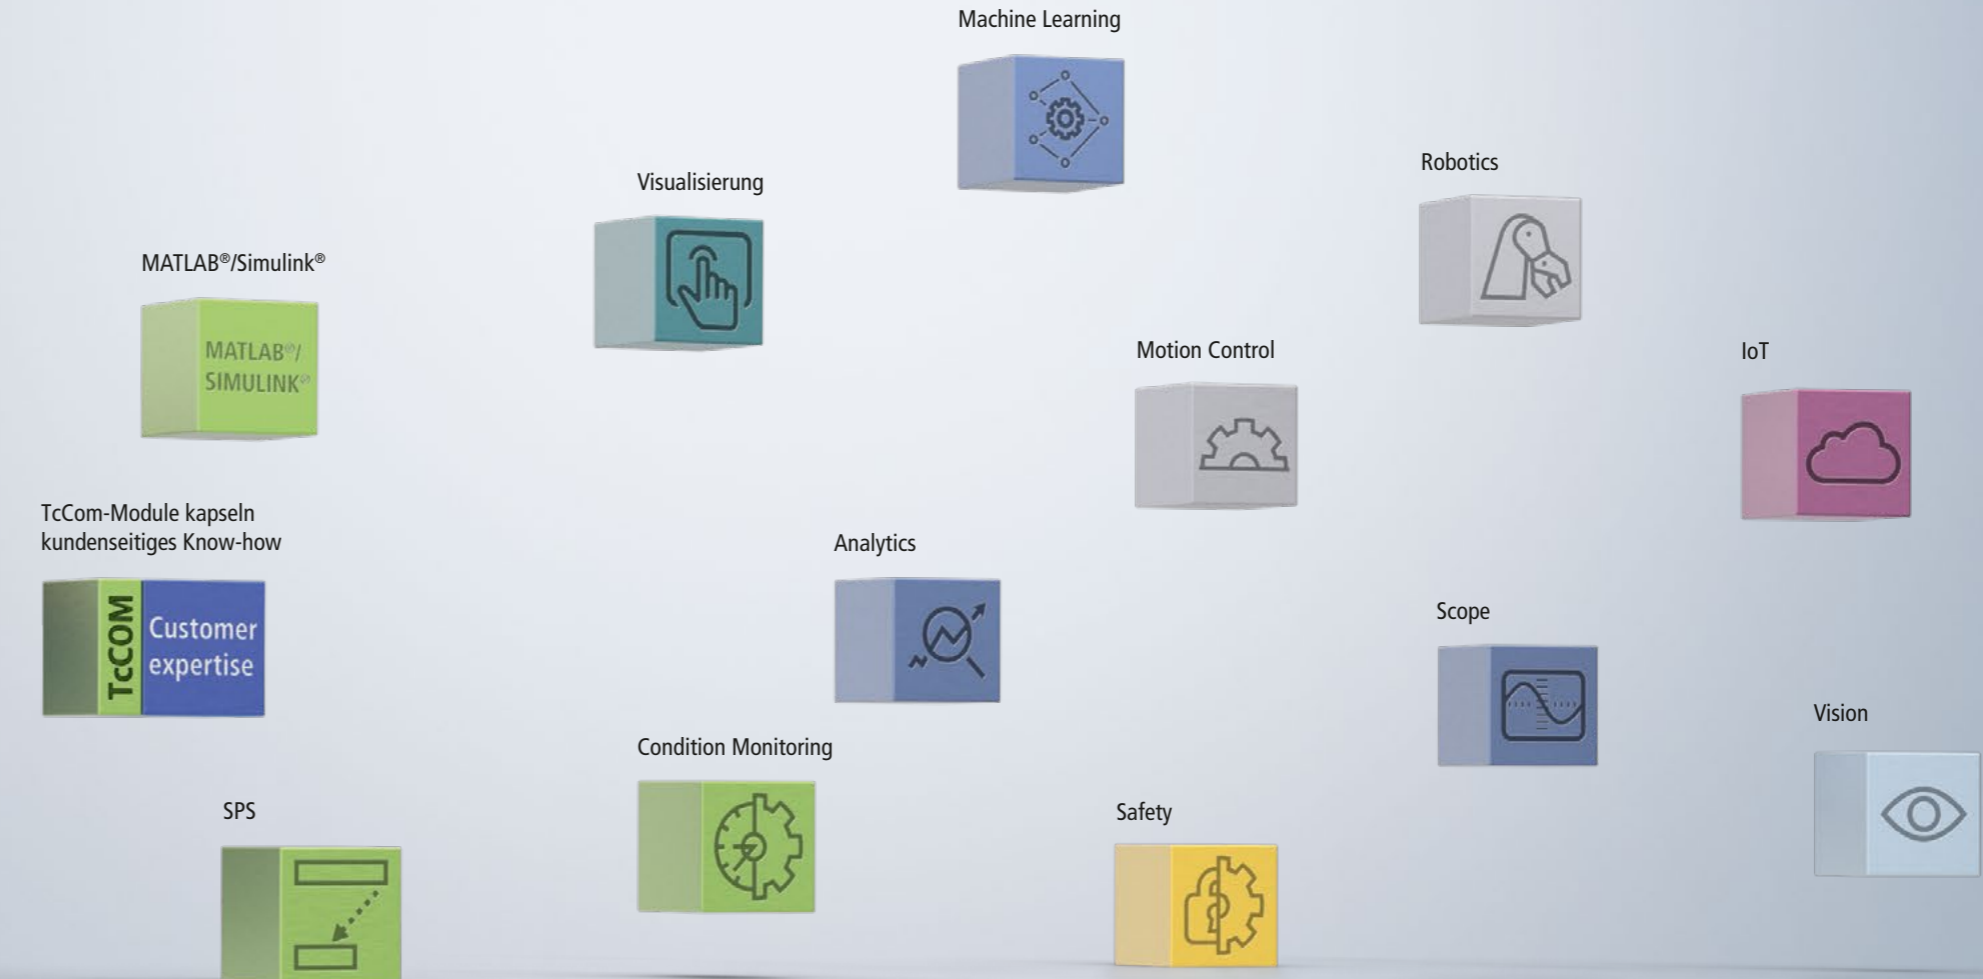 Machine Learning
Robotics
Visualisierung
MATLAB®/Simulink®
MATLAB®/
SIMULINK®
Motion Control
IoT
TcCom-Module kapseln
kundenseitiges Know-how
TcCOM
Customer
expertise
Analytics
Scope
Vision
Condition Monitoring
SPS
Safety